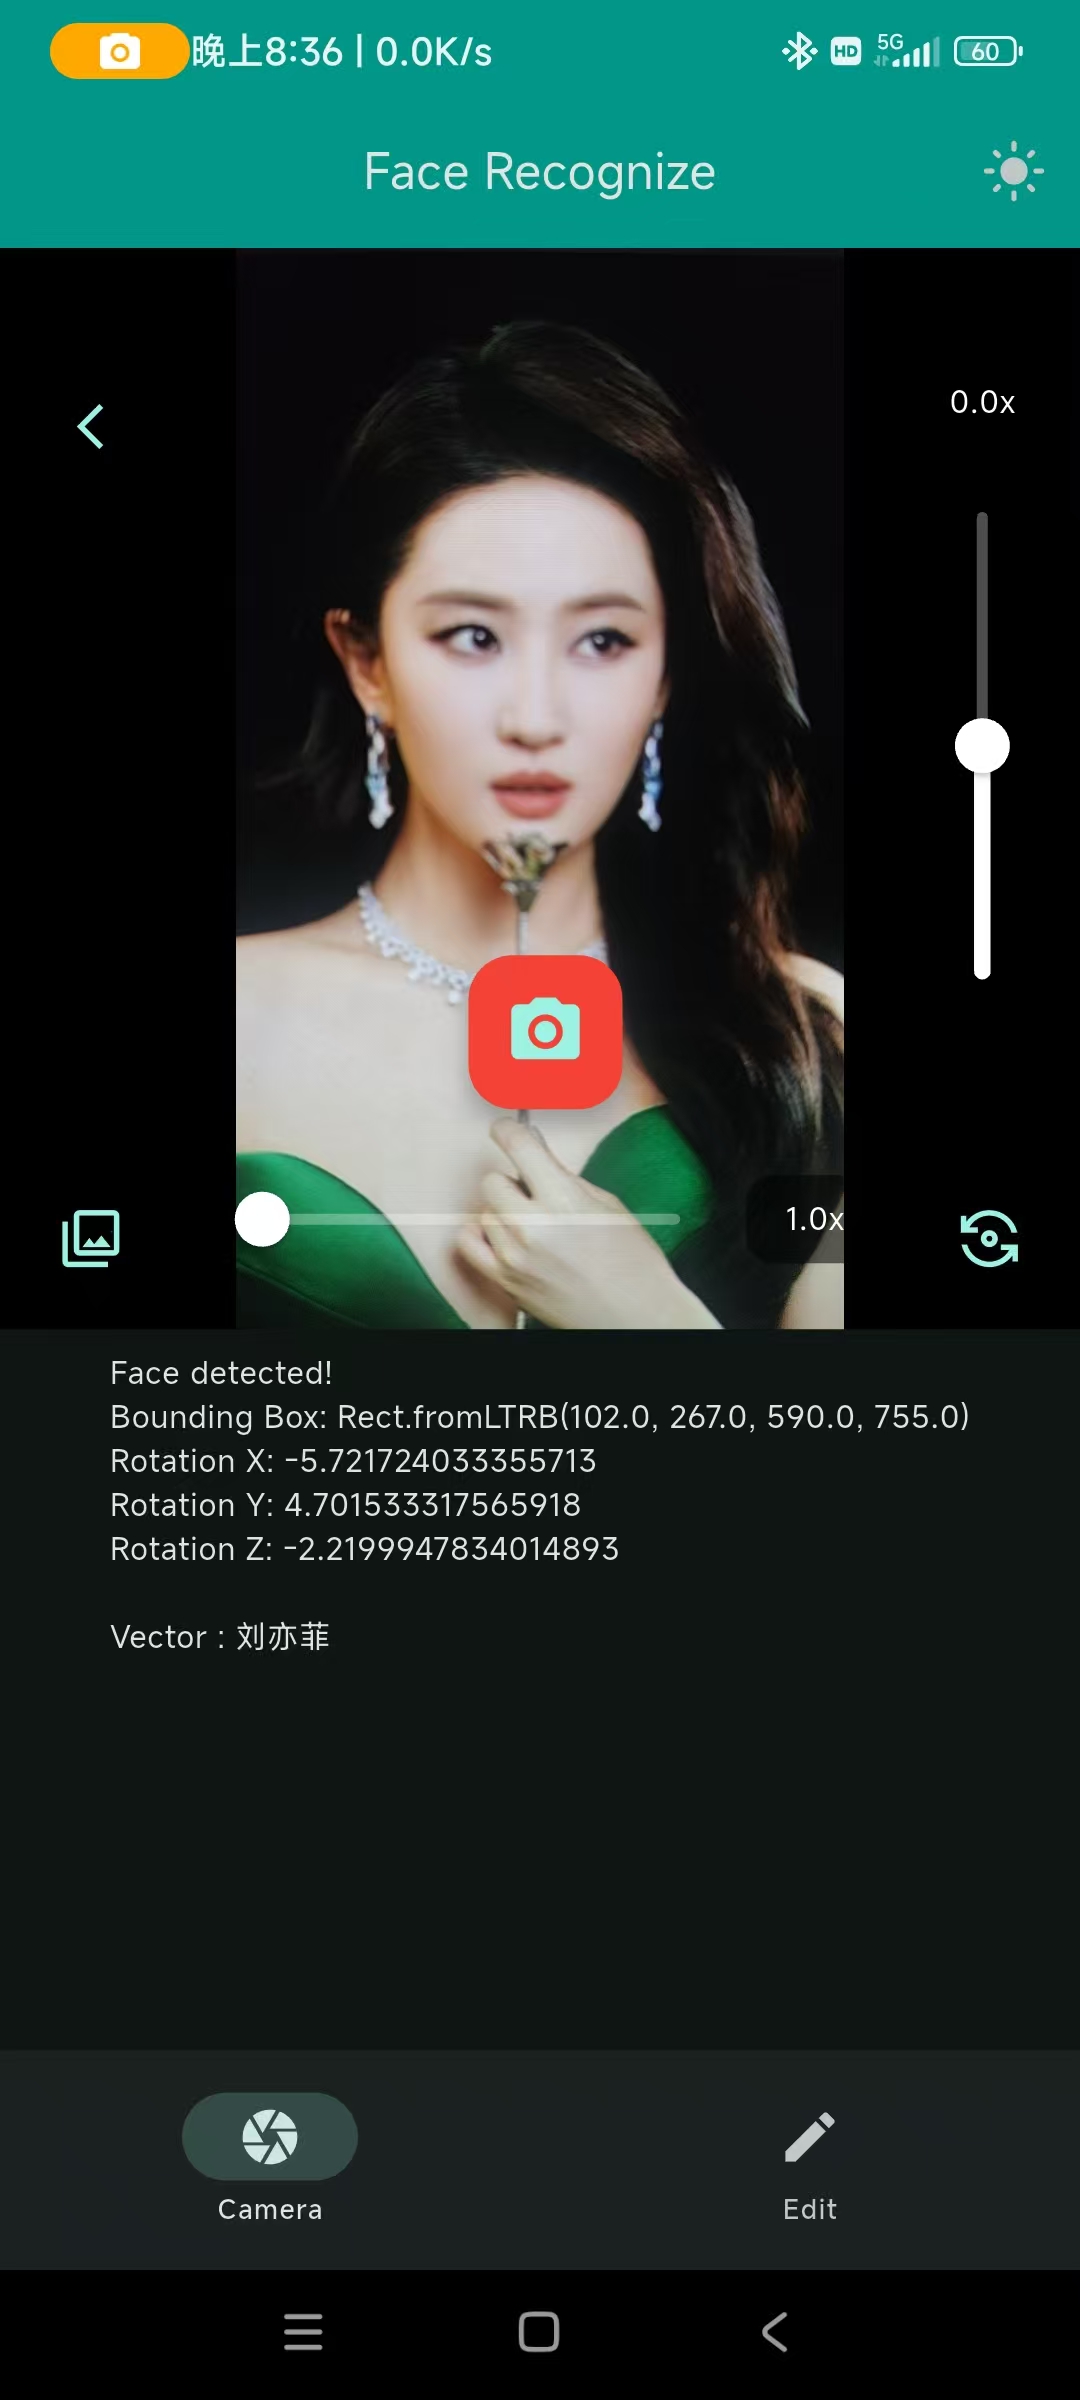 晚上8:36 | 0.0K/s
HD
5G
60
Face Recognize
0.0x
1.0x
Face detected!
Bounding Box: Rect.fromLTRB(102.0, 267.0, 590.0, 755.0)
Rotation X: -5.721724033355713
Rotation Y: 4.701533317565918
Rotation Z: -2.2199947834014893
Vector : 刘亦菲
Camera
Edit